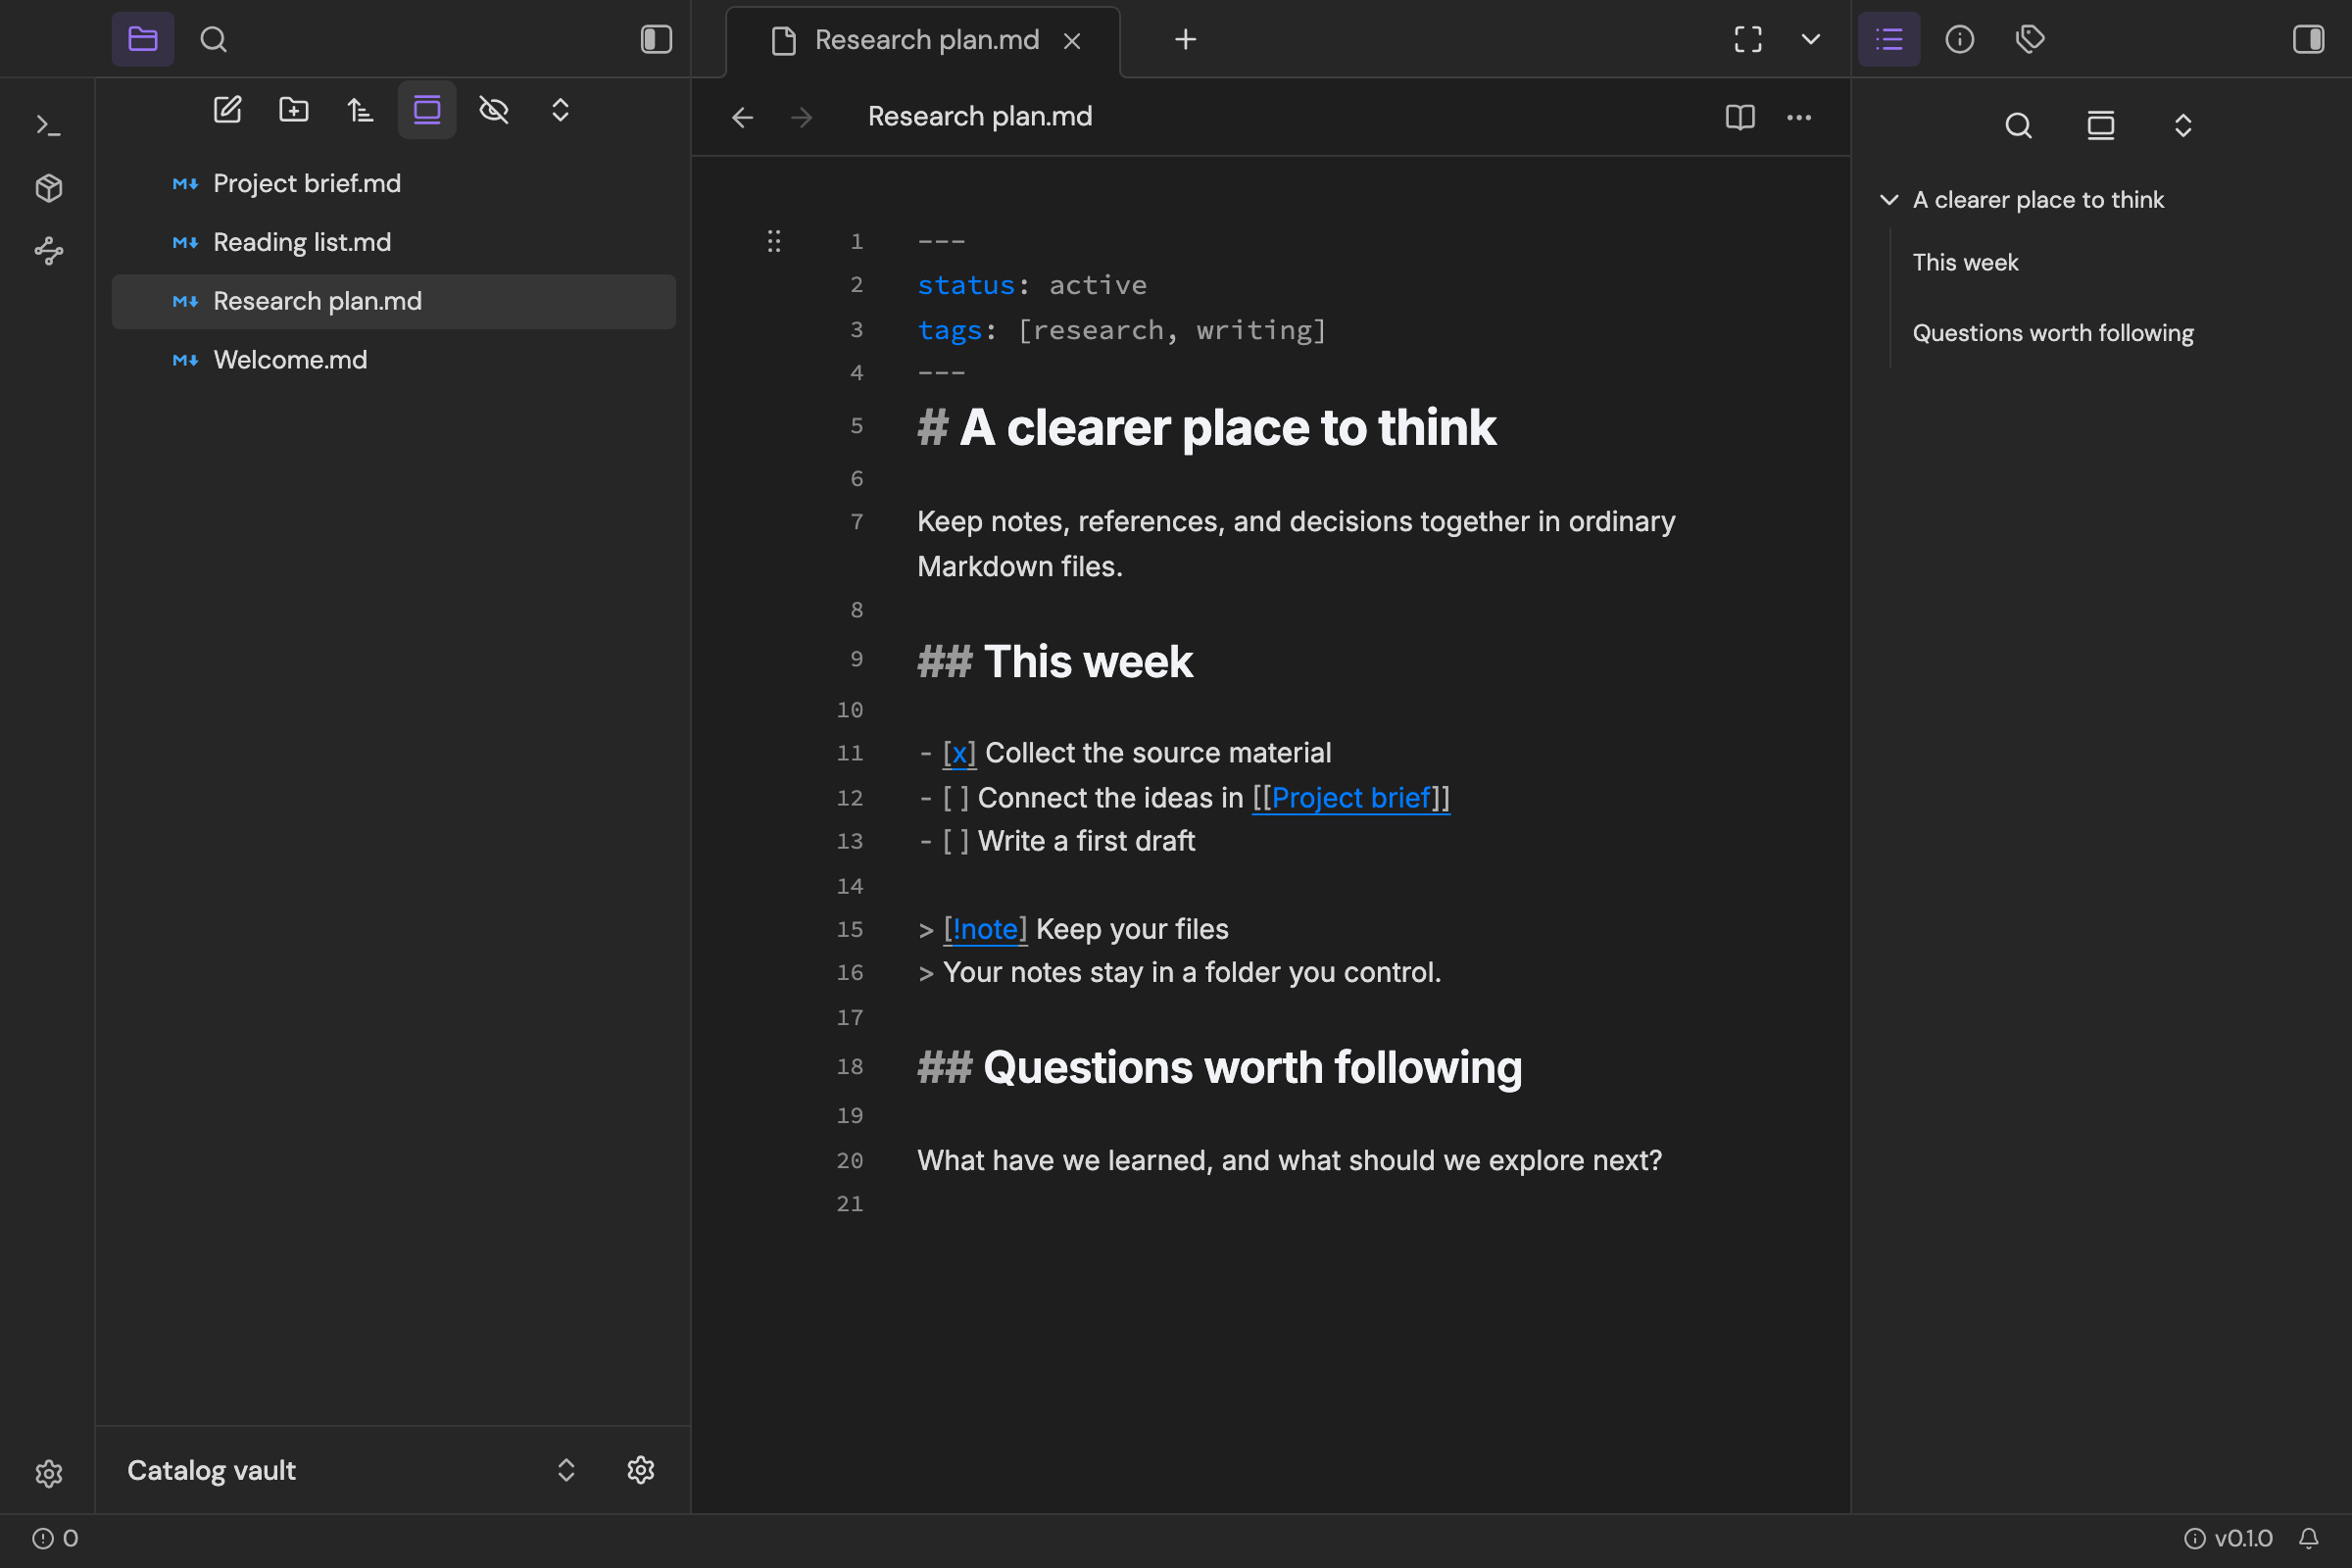 Research plan.md
Research plan.md
Project brief.md
Reading list.md
Research plan.md
Welcome.md
1 ---
2 status: active
3 tags: [research, writing]
4 ---
5 # A clearer place to think
6
7 Keep notes, references, and decisions together in ordinary
Markdown files.
8
9 ## This week
10
11 - [x] Collect the source material
12 - [ ] Connect the ideas in [[Project brief]]
13 - [ ] Write a first draft
14
15 > [!note] Keep your files
16 > Your notes stay in a folder you control.
17
18 ## Questions worth following
19
20 What have we learned, and what should we explore next?
21
A clearer place to think
This week
Questions worth following
Catalog vault
0
v0.1.0